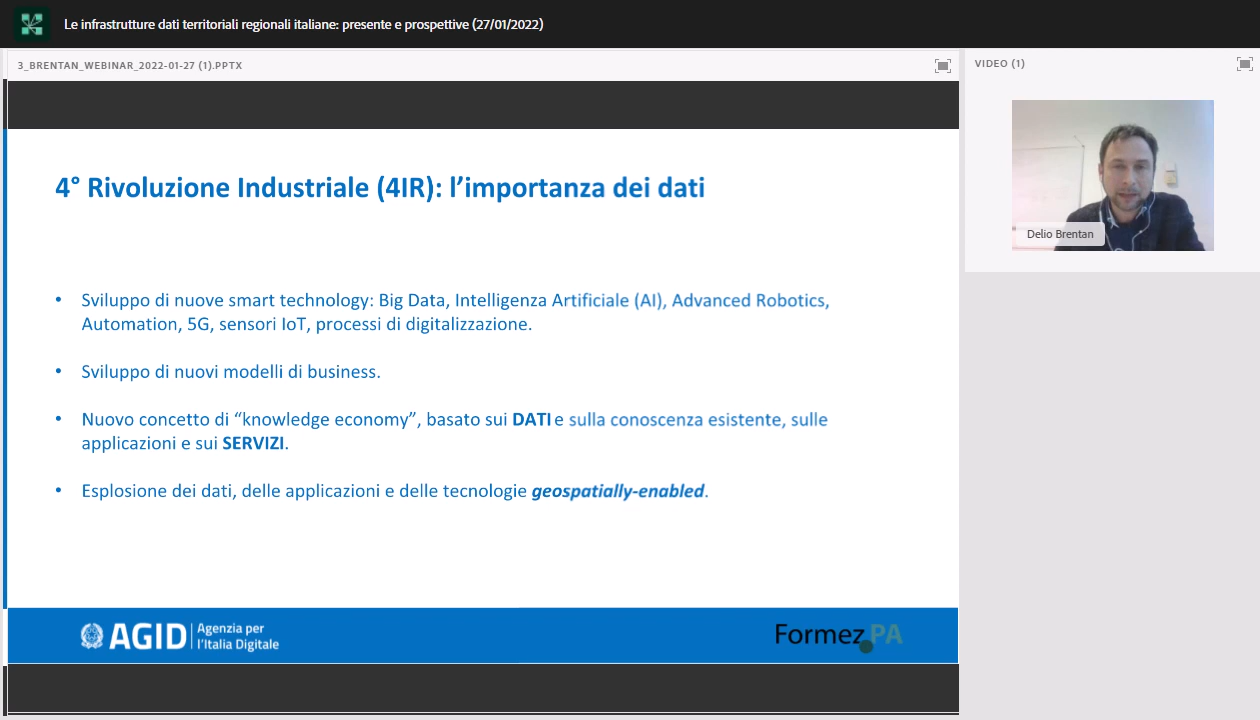 Le infrastrutture dati territoriali regionali italiane: presente e prospettive (27/01/2022)
3_BRENTAN_WEBINAR_2022-01-27 (1).PPTX
VIDEO (1)
4° Rivoluzione Industriale (4IR): l’importanza dei dati
• Sviluppo di nuove smart technology: Big Data, Intelligenza Artificiale (AI), Advanced Robotics,
Automation, 5G, sensori IoT, processi di digitalizzazione.
• Sviluppo di nuovi modelli di business.
• Nuovo concetto di “knowledge economy”, basato sui DATI e sulla conoscenza esistente, sulle
applicazioni e sui SERVIZI.
• Esplosione dei dati, delle applicazioni e delle tecnologie geospatially-enabled.
AGID
Agenzia per
l'Italia Digitale
Formez PA
Delio Brentan